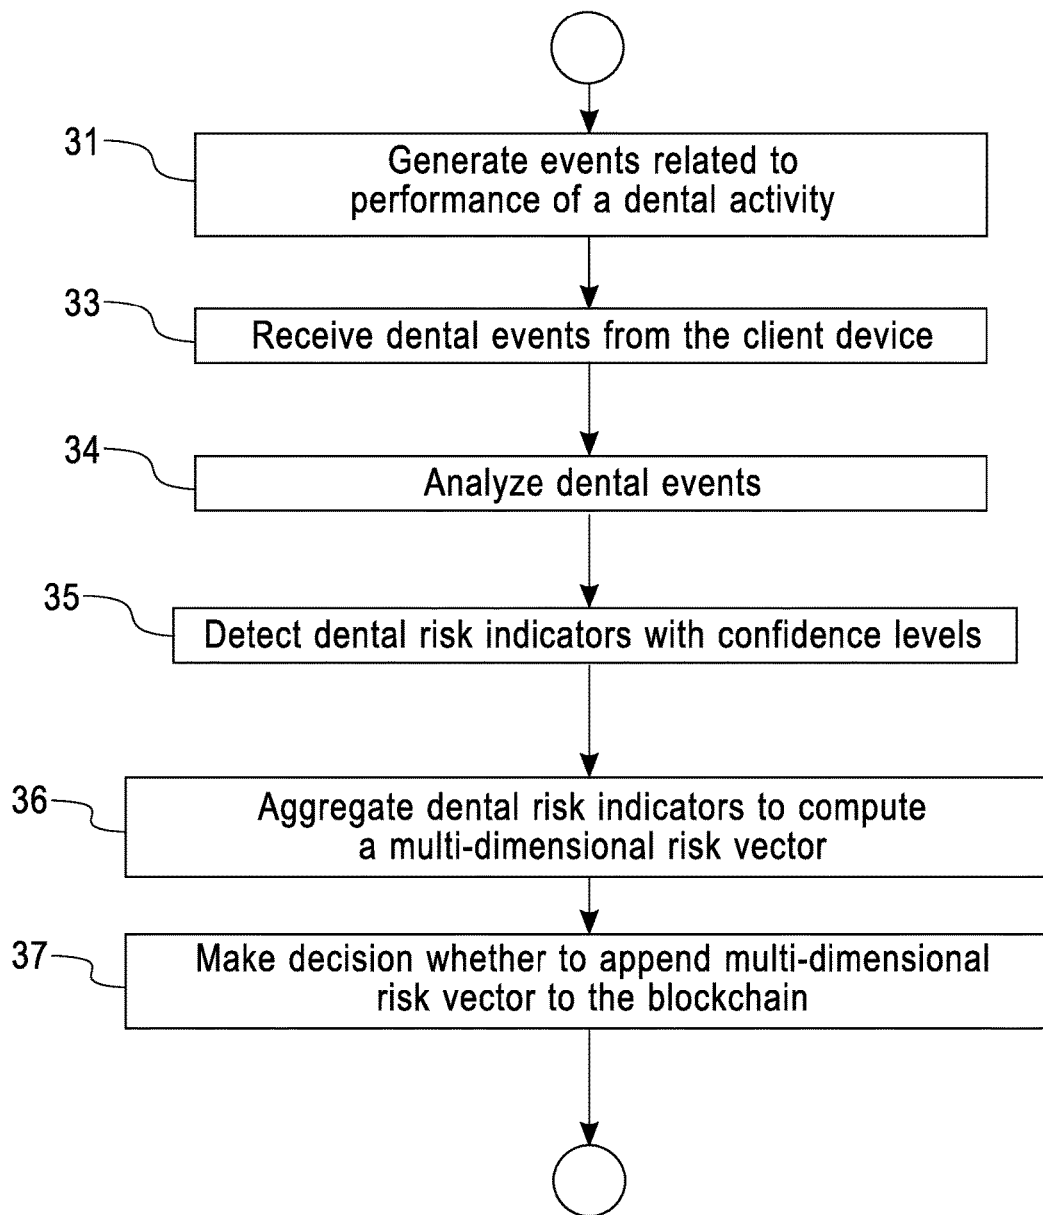 31
Generate events related to
performance of a dental activity
33
Receive dental events from the client device
34
Analyze dental events
35
Detect dental risk indicators with confidence levels
36
Aggregate dental risk indicators to compute
a multi-dimensional risk vector
37
Make decision whether to append multi-dimensional
risk vector to the blockchain